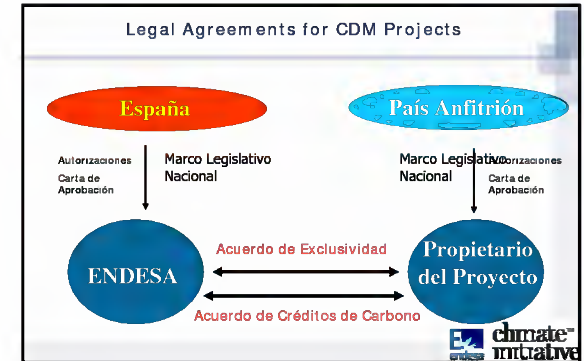 Legal Agreements for CDM Projects
España
País Anfitrión
Autorizaciones
Carta de
Aprobación
Marco Legislativo
Nacional
Marco Legislativo
Nacional
Autorizaciones
Carta de
Aprobación
ENDESA
Acuerdo de Exclusividad
Acuerdo de Créditos de Carbono
Propietario
del Proyecto
endesa
climate™
initiative